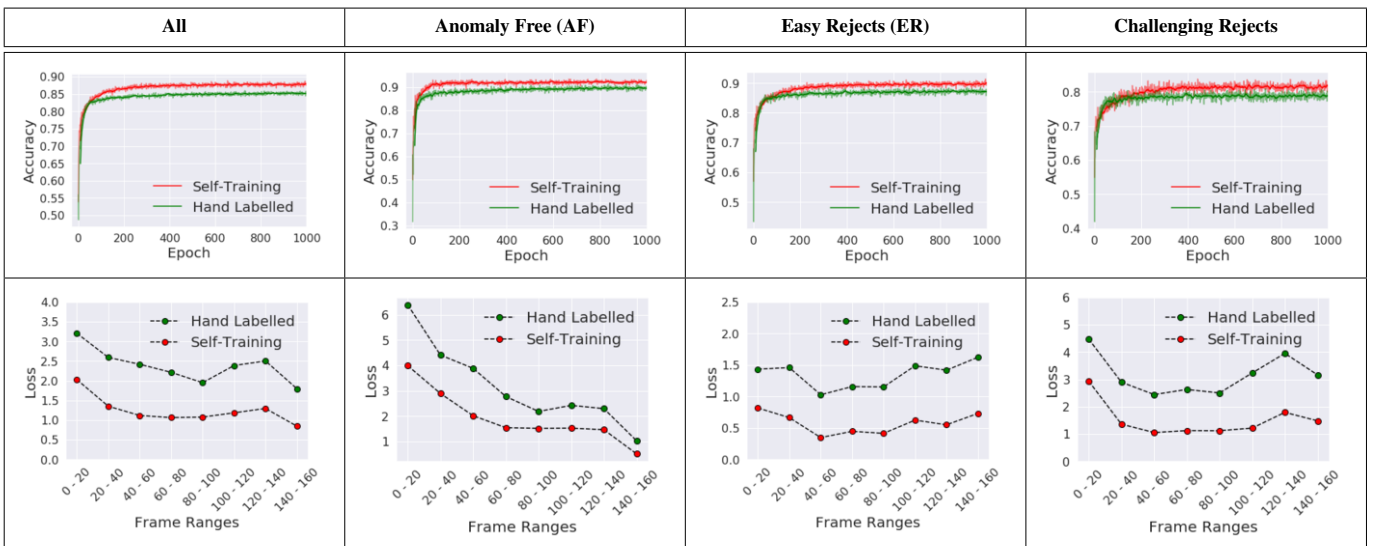 All
Anomaly Free (AF)
Easy Rejects (ER)
Challenging Rejects
0.90
0.85
0.80
0.75
0.70
0.65
0.60
0.55
0.50
Accuracy
Self-Training
Hand Labelled
0 200 400 600 800 1000
Epoch
0.9
0.8
0.7
0.6
0.5
0.4
0.3
Accuracy
Self-Training
Hand Labelled
0 200 400 600 800 1000
Epoch
0.9
0.8
0.7
0.6
0.5
Accuracy
Self-Training
Hand Labelled
0 200 400 600 800 1000
Epoch
0.8
0.7
0.6
0.5
0.4
Accuracy
Self-Training
Hand Labelled
0 200 400 600 800 1000
Epoch
4.0
3.5
3.0
2.5
2.0
1.5
1.0
0.5
0.0
Loss
Hand Labelled
Self-Training
0 - 20
20 - 40
40 - 60
60 - 80
80 - 100
100 - 120
120 - 140
140 - 160
Frame Ranges
6
5
4
3
2
1
Loss
Hand Labelled
Self-Training
0 - 20
20 - 40
40 - 60
60 - 80
80 - 100
100 - 120
120 - 140
140 - 160
Frame Ranges
2.5
2.0
1.5
1.0
0.5
0.0
Loss
Hand Labelled
Self-Training
0 - 20
20 - 40
40 - 60
60 - 80
80 - 100
100 - 120
120 - 140
140 - 160
Frame Ranges
6
5
4
3
2
1
0
Loss
Hand Labelled
Self-Training
0 - 20
20 - 40
40 - 60
60 - 80
80 - 100
100 - 120
120 - 140
140 - 160
Frame Ranges